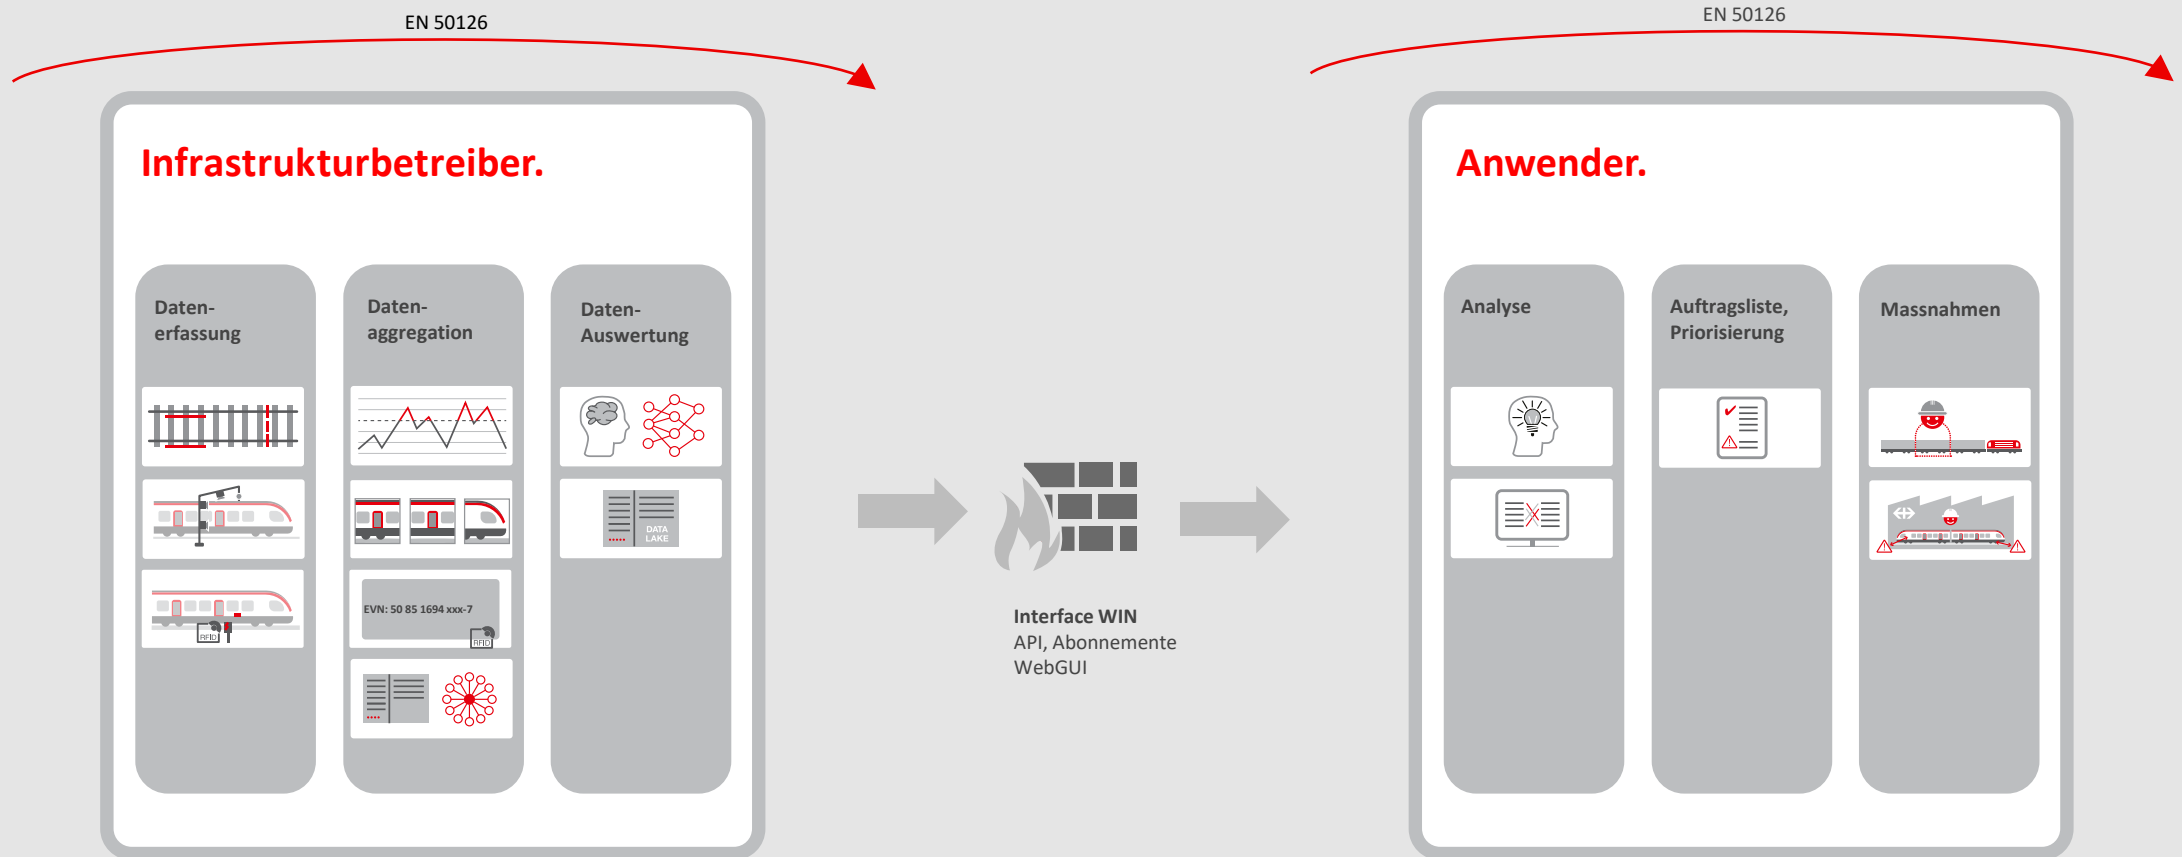 EN 50126
EN 50126
Infrastrukturbetreiber.
Daten-
erfassung
RFID
Daten-
aggregation
EVN: 50 85 1694 xxx-7
RFID
Daten-
Auswertung
DATA
LAKE
Interface WIN
API, Abonnemente
WebGUI
Anwender.
Analyse
Auftragsliste,
Priorisierung
Massnahmen